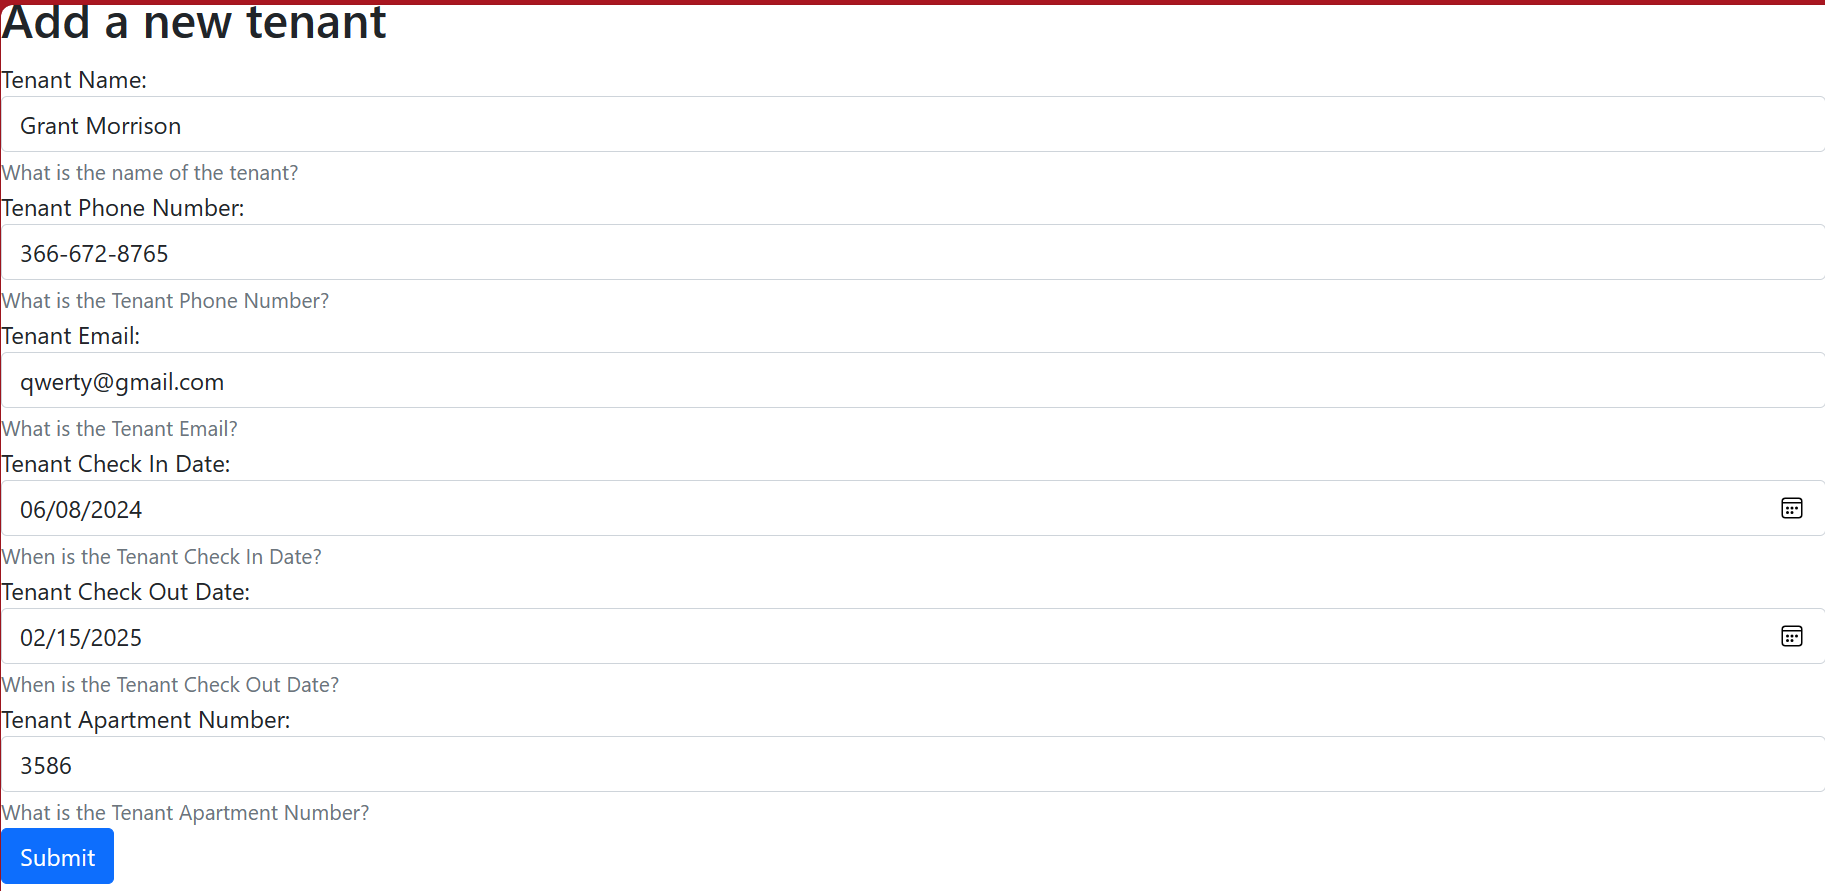 Add a new tenant
Tenant Name:
Grant Morrison
What is the name of the tenant?
Tenant Phone Number:
366-672-8765
What is the Tenant Phone Number?
Tenant Email:
qwerty@gmail.com
What is the Tenant Email?
Tenant Check In Date:
06/08/2024
When is the Tenant Check In Date?
Tenant Check Out Date:
02/15/2025
When is the Tenant Check Out Date?
Tenant Apartment Number:
3586
What is the Tenant Apartment Number?
Submit